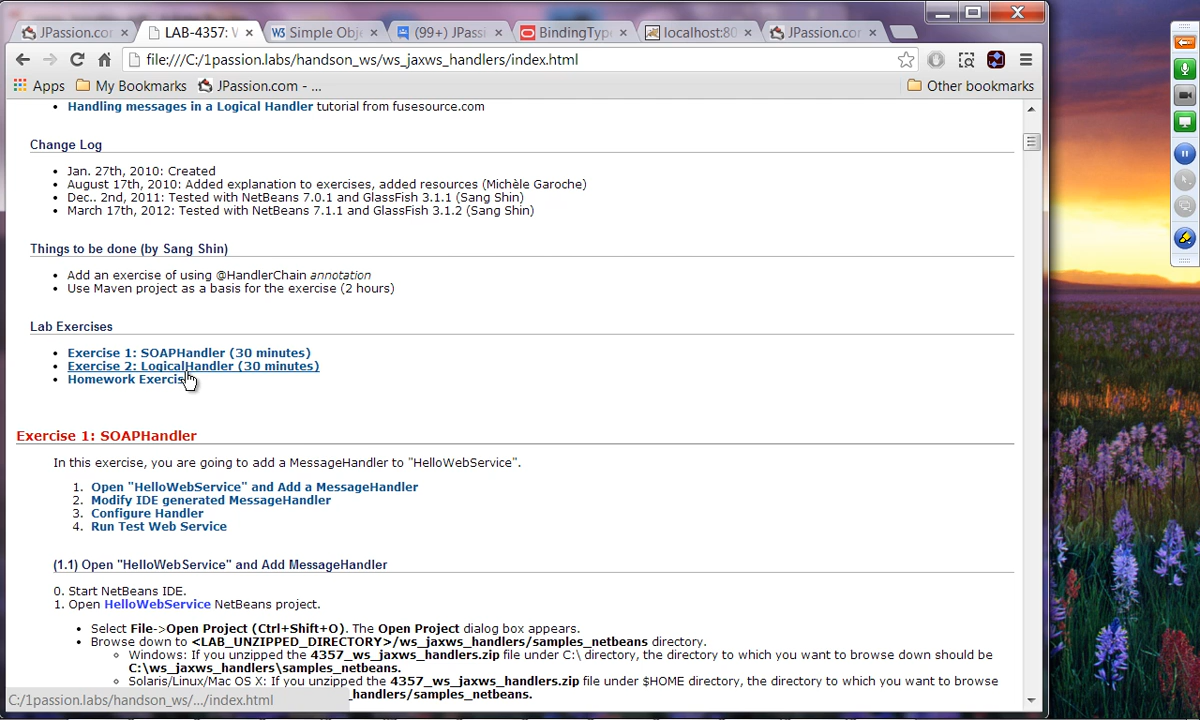 JPassion.con
LAB-4357: W
Simple Obje
(99+) JPassi
BindingType
localhost:80
JPassion.con
file:///C:/1passion.labs/handson_ws/ws_jaxws_handlers/index.html
Apps
My Bookmarks
JPassion.com - ...
Other bookmarks
Handling messages in a Logical Handler tutorial from fusesource.com
Change Log
Jan. 27th, 2010: Created
August 17th, 2010: Added explanation to exercises, added resources (Michèle Garoche)
Dec.. 2nd, 2011: Tested with NetBeans 7.0.1 and GlassFish 3.1.1 (Sang Shin)
March 17th, 2012: Tested with NetBeans 7.1.1 and GlassFish 3.1.2 (Sang Shin)
Things to be done (by Sang Shin)
Add an exercise of using @HandlerChain annotation
Use Maven project as a basis for the exercise (2 hours)
Lab Exercises
Exercise 1: SOAPHandler (30 minutes)
Exercise 2: LogicalHandler (30 minutes)
Homework Exercis
Exercise 1: SOAPHandler
In this exercise, you are going to add a MessageHandler to "HelloWebService".
1. Open "HelloWebService" and Add a MessageHandler
2. Modify IDE generated MessageHandler
3. Configure Handler
4. Run Test Web Service
(1.1) Open "HelloWebService" and Add MessageHandler
0. Start NetBeans IDE.
1. Open HelloWebService NetBeans project.
Select File->Open Project (Ctrl+Shift+O). The Open Project dialog box appears.
Browse down to <LAB_UNZIPPED_DIRECTORY>/ws_jaxws_handlers/samples_netbeans directory.
Windows: If you unzipped the 4357_ws_jaxws_handlers.zip file under C:\ directory, the directory to which you want to browse down should be
C:\ws_jaxws_handlers\samples_netbeans.
Solaris/Linux/Mac OS X: If you unzipped the 4357_ws_jaxws_handlers.zip file under $HOME directory, the directory to which you want to browse
_handlers/samples_netbeans.
C:/1passion.labs/handson_ws/.../index.html